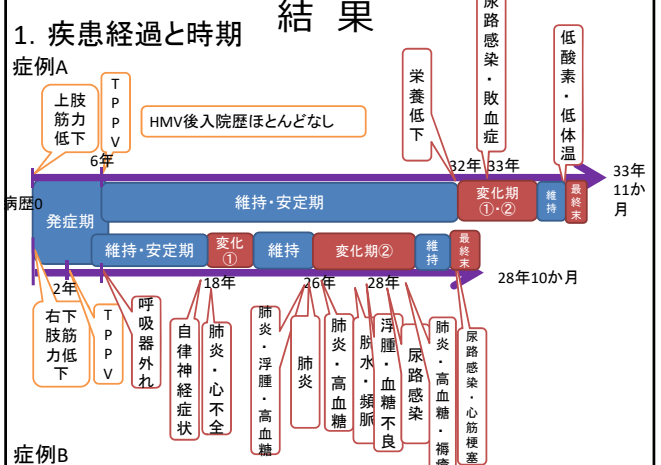 結 果
1. 疾患経過と時期
症例A
上肢筋力低下
TPPV
HMV後入院歴ほとんどなし
栄養低下
尿路感染・敗血症
低酸素・低体温
6年
32年
33年
33年11か月
病歴0
発症期
維持・安定期
変化期①・②
維持
最終末
維持・安定期
変化①
維持
変化期②
維持
最終末
2年
18年
26年
28年
28年10か月
右下肢筋力低下
TPPV
呼吸器外れ
自律神経症状
肺炎・心不全
肺炎・浮腫・高血糖
肺炎
肺炎・高血糖
脱水・頻脈
浮腫・血糖不良
尿路感染
肺炎・高血糖・褥瘡
尿路感染・心筋梗塞
症例B